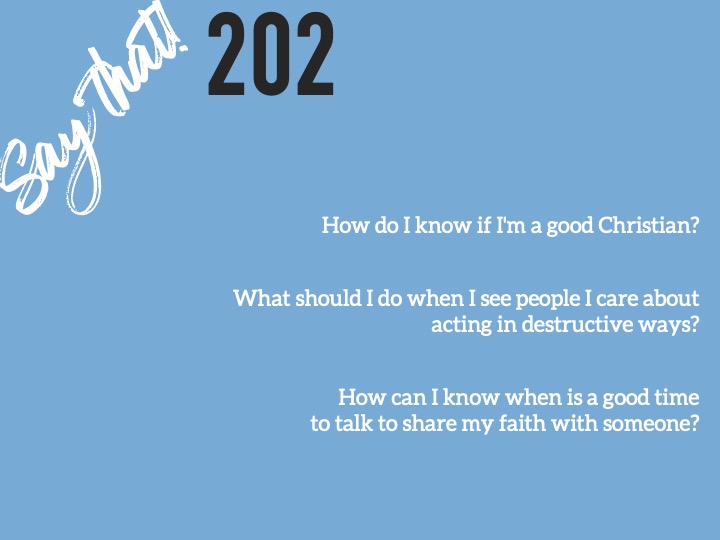 Say that!
202
How do I know if I'm a good Christian?
What should I do when I see people I care about
acting in destructive ways?
How can I know when is a good time
to talk to share my faith with someone?